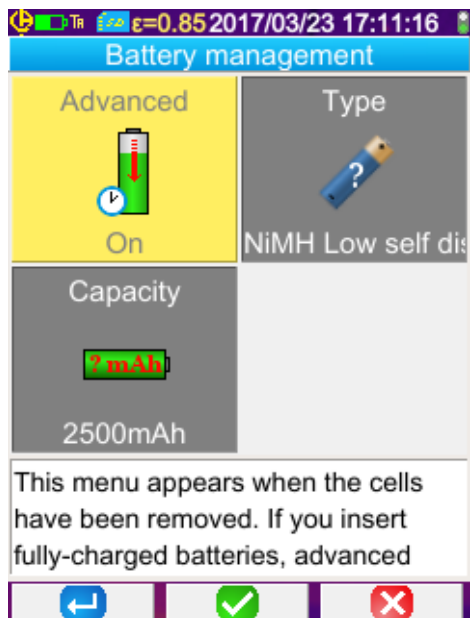 TR ε=0.85 2017/03/23 17:11:16
Battery management
Advanced
On
Type
?
NiMH Low self dis
Capacity
? mAh
2500mAh
This menu appears when the cells
have been removed. If you insert
fully-charged batteries, advanced